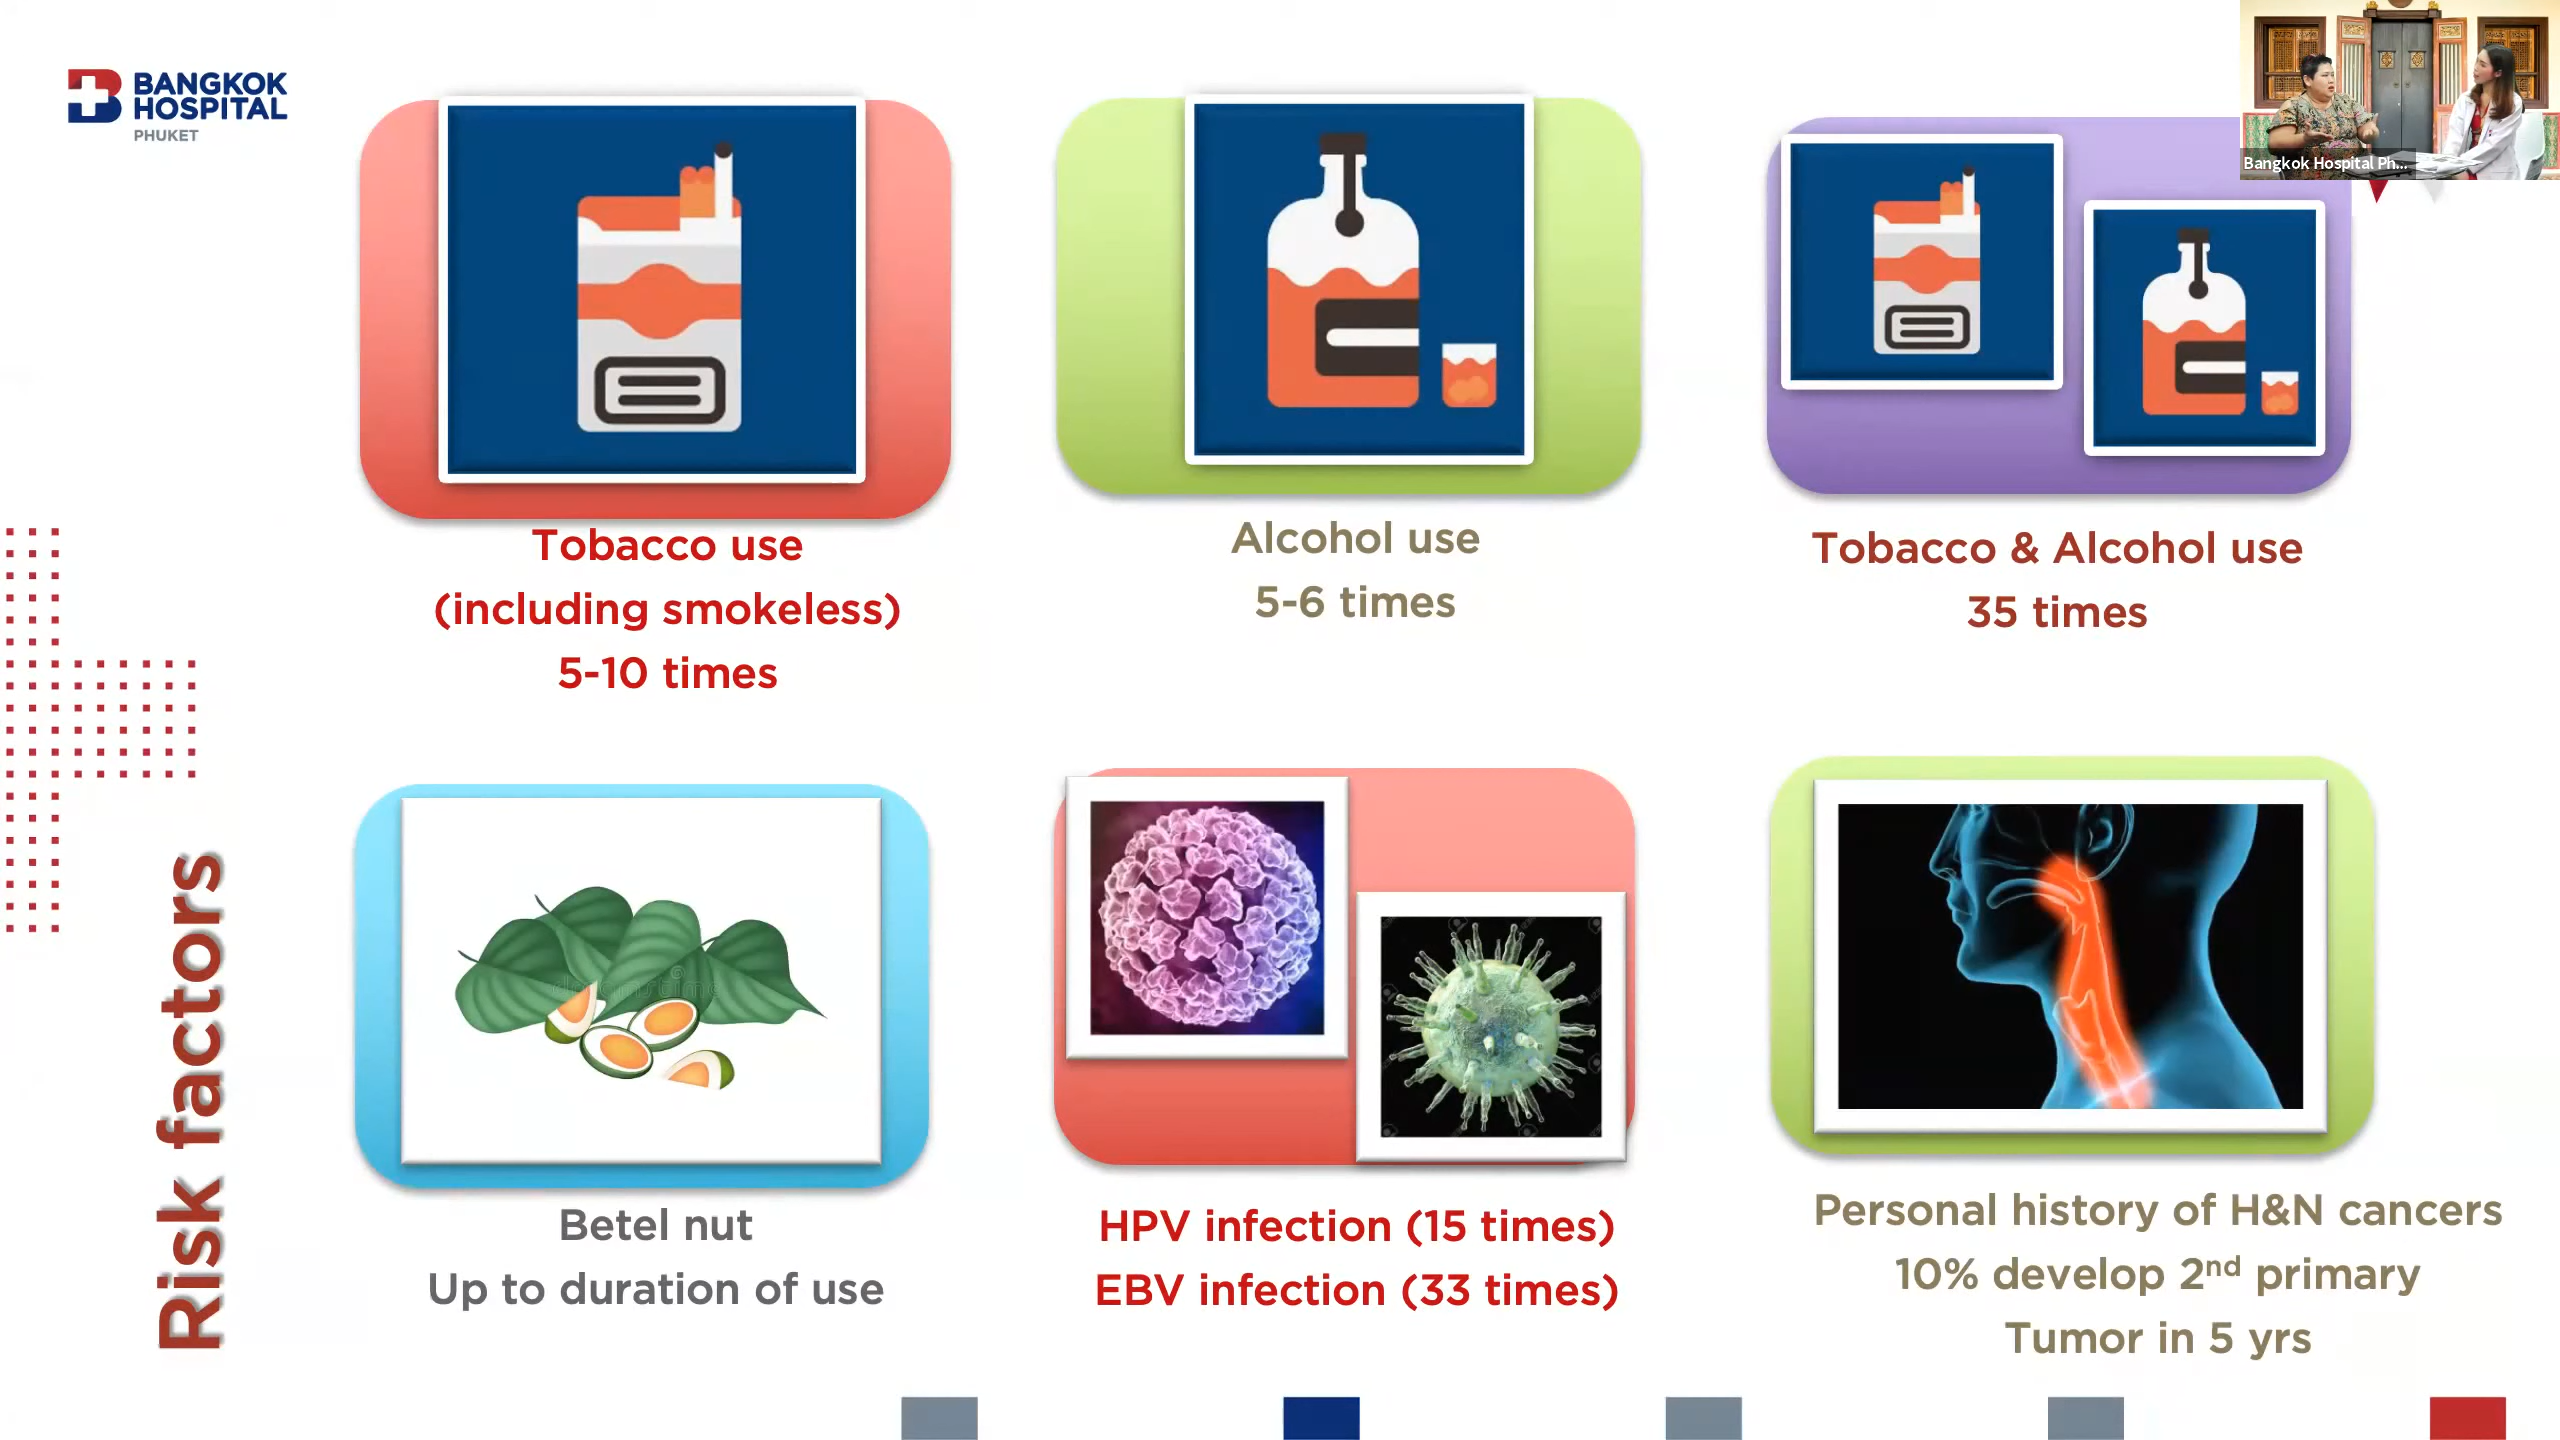 BANGKOK
HOSPITAL
PHUKET
Bangkok Hospital Ph...
Tobacco use
(including smokeless)
5-10 times
Alcohol use
5-6 times
Tobacco & Alcohol use
35 times
Risk factors
Betel nut
Up to duration of use
HPV infection (15 times)
EBV infection (33 times)
Personal history of H&N cancers
10% develop 2nd primary
Tumor in 5 yrs
dreamstime